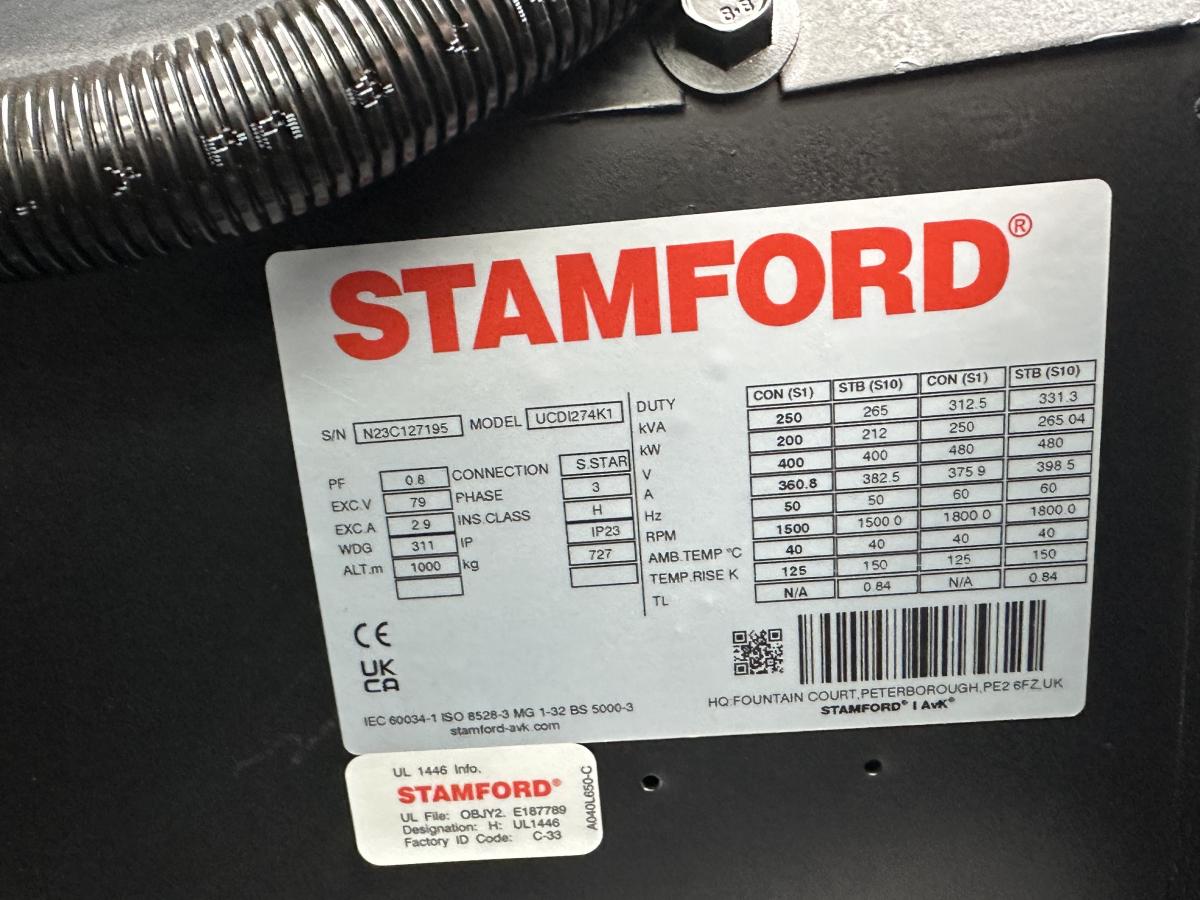 8.8
STAMFORD®
S/N N23C127195 MODEL UCDI274K1
PF 0.8 CONNECTION S.STAR
EXC.V 79 PHASE 3
EXC.A 2.9 INS.CLASS H
WDG 311 IP IP23
ALT.m 1000 kg 727
DUTY CON (S1) STB (S10) CON (S1) STB (S10)
kVA 250 265 312.5 331.3
kW 200 212 250 265 04
V 400 400 480 480
A 360.8 382.5 375 9 398 5
Hz 50 50 60 60
RPM 1500 1500 0 1800 0 1800.0
AMB.TEMP °C 40 40 40 40
TEMP.RISE K 125 150 125 150
TL N/A 0 84 N/A 0.84
CE
UK
CA
IEC 60034-1 ISO 8528-3 MG 1-32 BS 5000-3
stamford-avk.com
HQ:FOUNTAIN COURT,PETERBOROUGH,PE2 6FZ,UK
STAMFORD® | AvK®
UL 1446 Info.
STAMFORD®
UL File: OBJY2. E187789
Designation: H: UL1446
Factory ID Code: C-33
A040L650-C